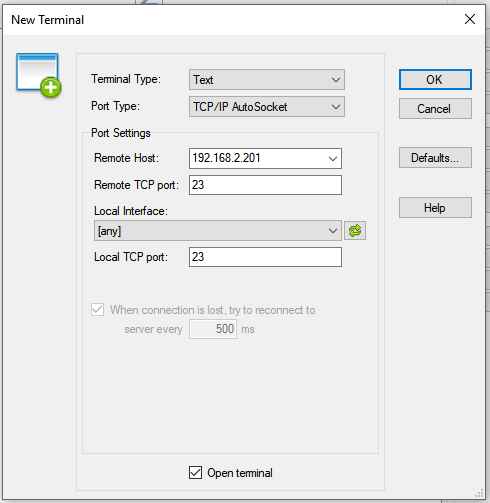 New Terminal
Terminal Type: Text
OK
Port Type: TCP/IP AutoSocket
Cancel
Port Settings
Remote Host: 192.168.2.201
Defaults...
Remote TCP port: 23
Local Interface:
Help
[any]
Local TCP port: 23
When connection is lost, try to reconnect to
server every 500 ms
Open terminal